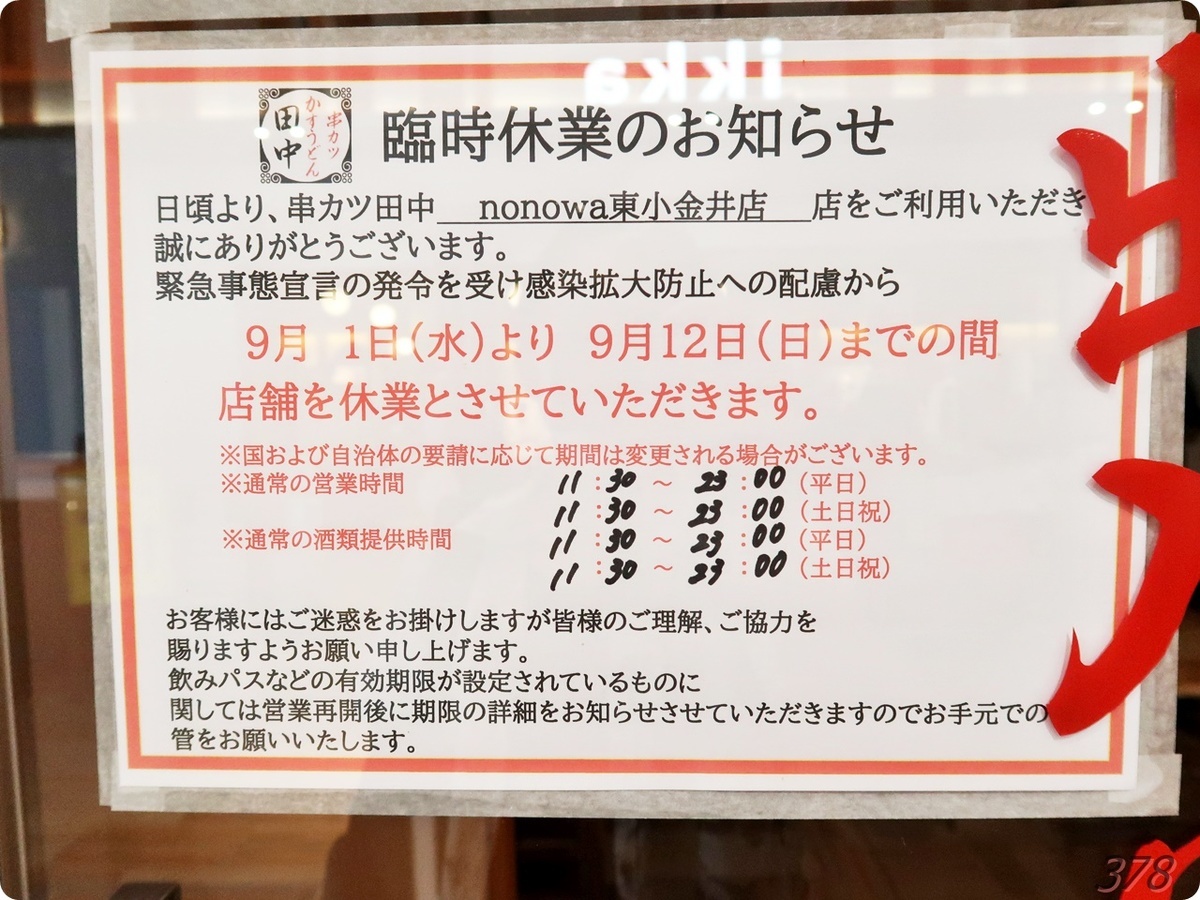 ikka
串カツ
かすうどん
田中
臨時休業のお知らせ
日頃より、串カツ田中 nonowa東小金井店 店をご利用いただき
誠にありがとうございます。
緊急事態宣言の発令を受け感染拡大防止への配慮から
9月 1日(水)より 9月12日(日)までの間
店舗を休業とさせていただきます。
※国および自治体の要請に応じて期間は変更される場合がございます。
※通常の営業時間 11:30 ~ 23:00 (平日)
11:30 ~ 23:00 (土日祝)
※通常の酒類提供時間 11:30 ~ 23:00 (平日)
11:30 ~ 23:00 (土日祝)
お客様にはご迷惑をお掛けしますが皆様のご理解、ご協力を
賜りますようお願い申し上げます。
飲みパスなどの有効期限が設定されているものに
関しては営業再開後に期限の詳細をお知らせさせていただきますのでお手元での
管をお願いいたします。
378